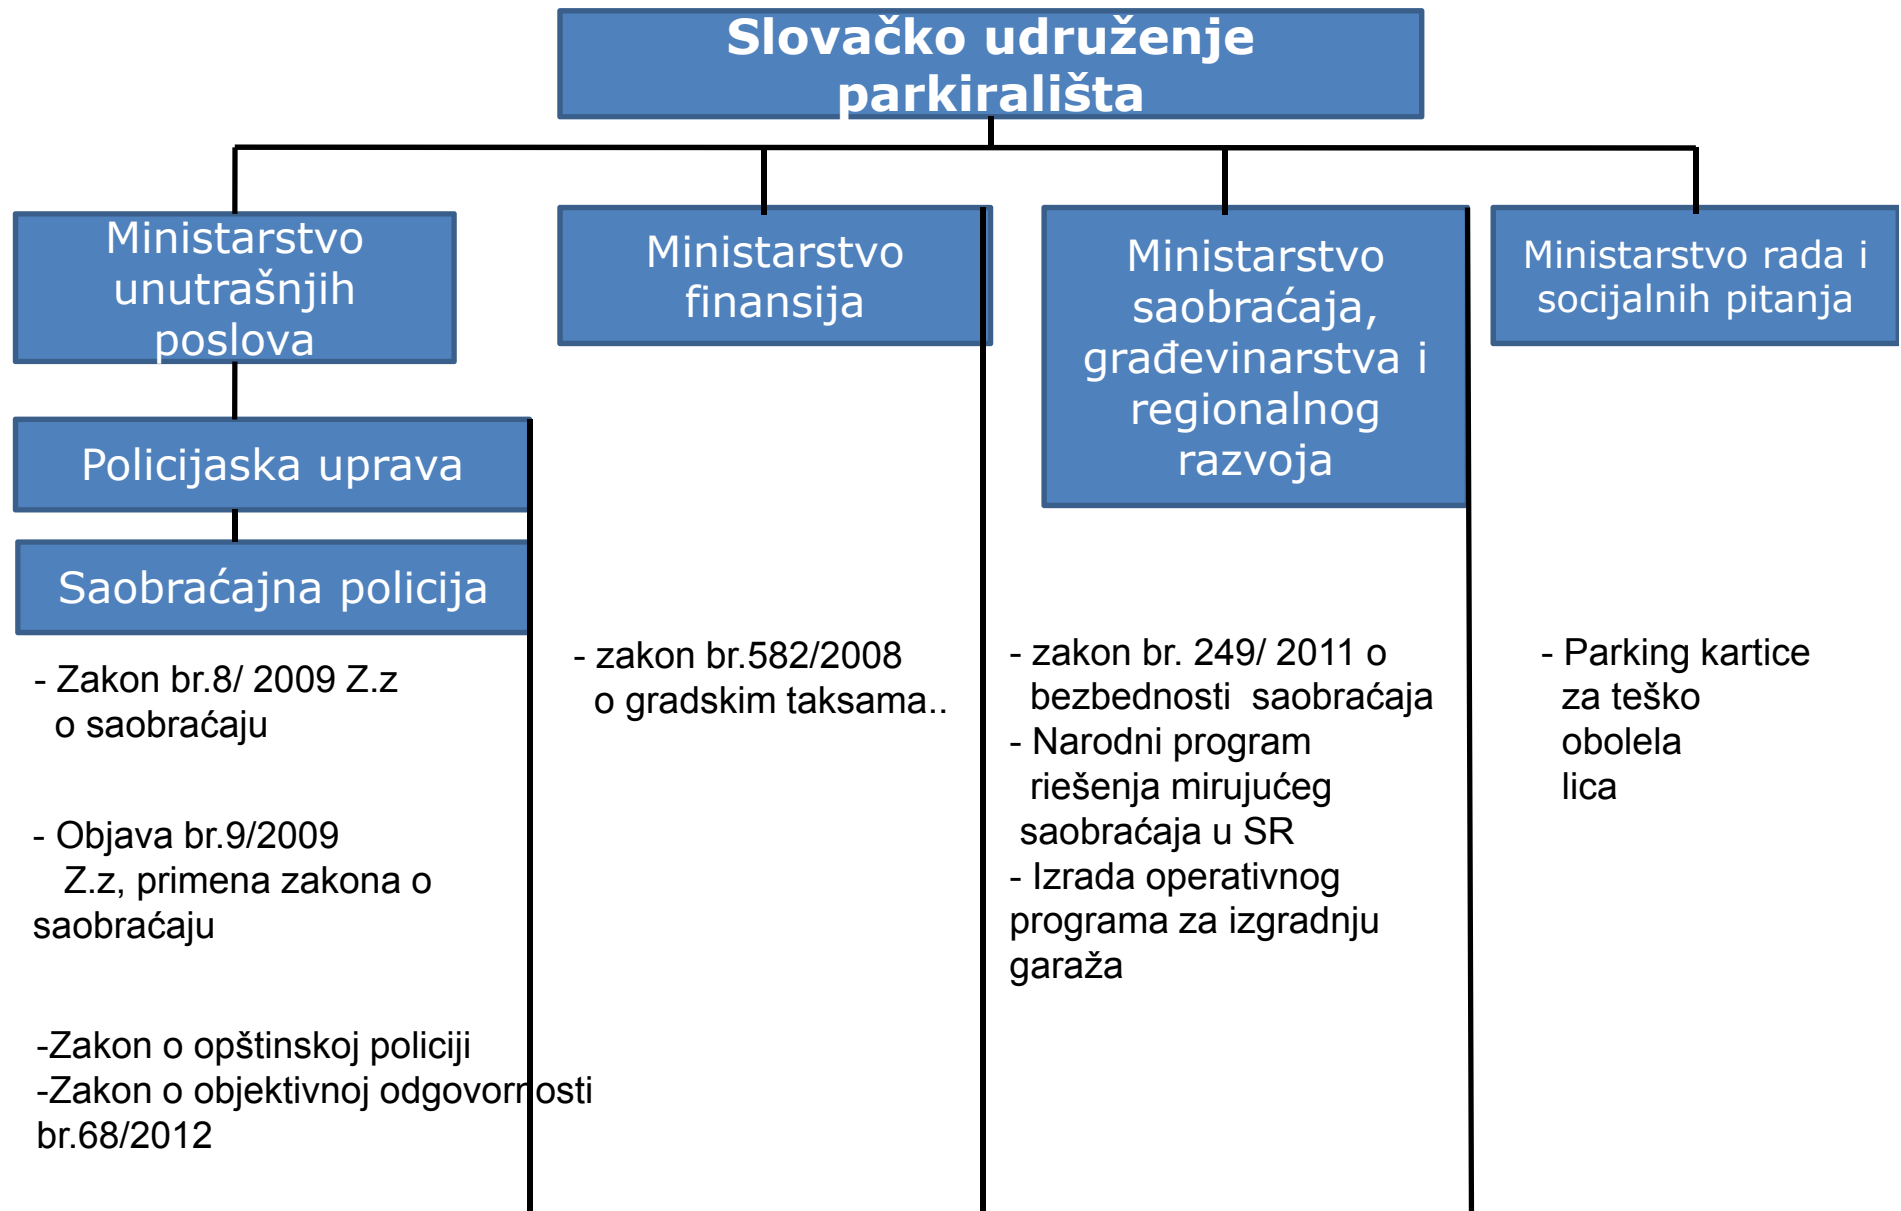 Slovačko udruženje
parkirališta
Ministarstvo
unutrašnjih
poslova
Policijaska uprava
Saobraćajna policija
- Zakon br.8/ 2009 Z.z
o saobraćaju
- Objava br.9/2009
Z.z, primena zakona o
saobraćaju
-Zakon o opštinskoj policiji
-Zakon o objektivnoj odgovornosti
br.68/2012
Ministarstvo
finansija
- zakon br.582/2008
o gradskim taksama..
Ministarstvo
saobraćaja,
građevinarstva i
regionalnog
razvoja
- zakon br. 249/ 2011 o
bezbednosti saobraćaja
- Narodni program
riešenja mirujućeg
saobraćaja u SR
- Izrada operativnog
programa za izgradnju
garaža
Ministarstvo rada i
socijalnih pitanja
- Parking kartice
za teško
obolela
lica